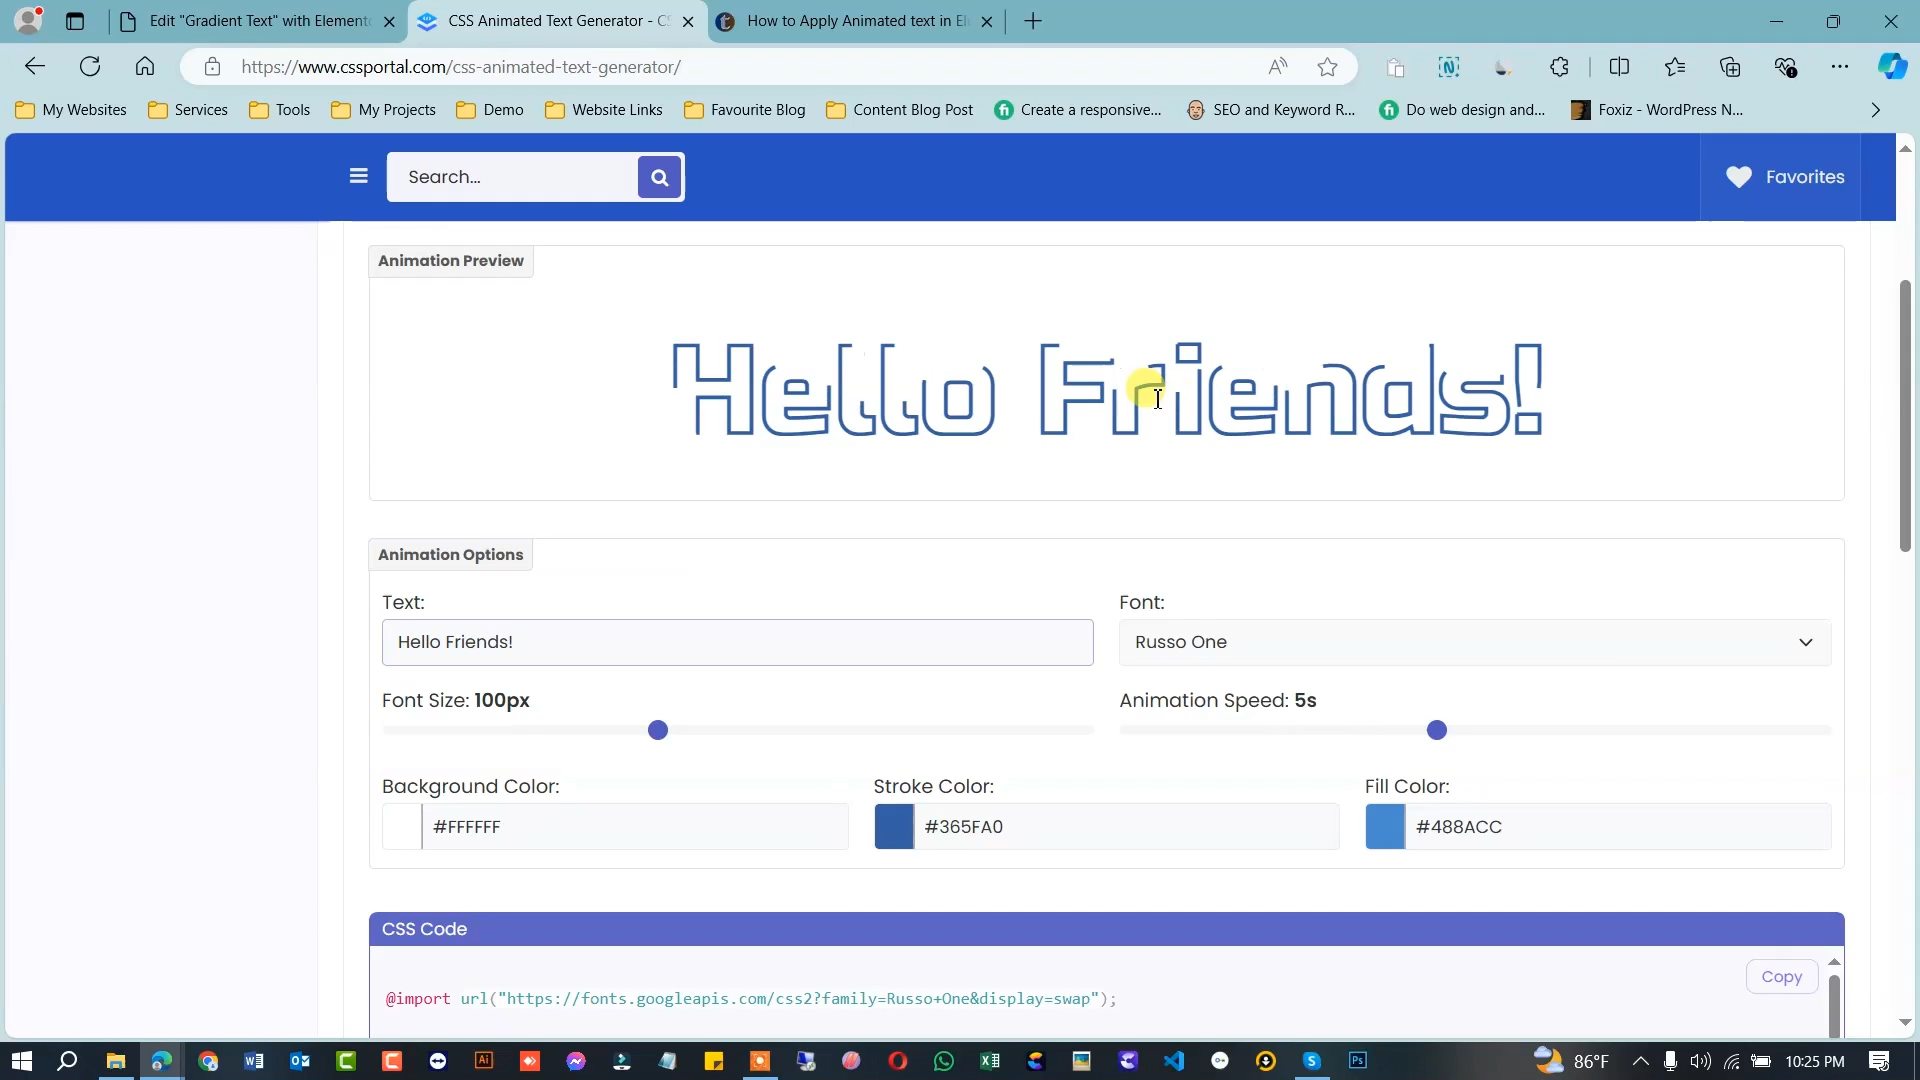 Edit "Gradient Text" with Elemento
CSS Animated Text Generator - CS
How to Apply Animated text in El
https://www.cssportal.com/css-animated-text-generator/
My Websites
Services
Tools
My Projects
Demo
Website Links
Favourite Blog
Content Blog Post
Create a responsive...
SEO and Keyword R...
Do web design and...
Foxiz - WordPress N...
Search...
Favorites
Animation Preview
Hello Friends!
Animation Options
Text:
Font:
Hello Friends!
Russo One
Font Size: 100px
Animation Speed: 5s
Background Color:
Stroke Color:
Fill Color:
#FFFFFF
#365FA0
#488ACC
CSS Code
Copy
@import url("https://fonts.googleapis.com/css2?family=Russo+One&display=swap");
86°F
10:25 PM